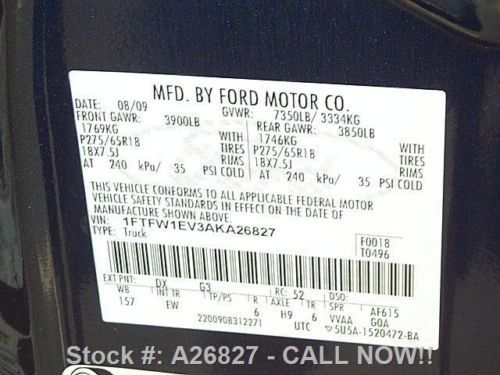 MFD. BY FORD MOTOR CO.
DATE: 08/09 GVWR: 7350LB/ 3334KG
FRONT GAWR: 3900LB REAR GAWR: 3850LB
1769KG WITH 1746KG WITH
P275/65R18 TIRES P275/65R18 TIRES
18X7.5J RIMS 18X7.5J RIMS
AT 240 kPa/ 35 PSI COLD AT 240 kPa/ 35 PSI COLD
THIS VEHICLE CONFORMS TO ALL APPLICABLE FEDERAL MOTOR
VEHICLE SAFETY STANDARDS IN EFFECT ON THE DATE OF
MANUFACTURE SHOWN ABOVE.
VIN: 1FTFW1EV3AKA26827
TYPE: Truck
F0018
T0496
EXT PNT: DX G3 RC: 52 DSO:
WB INT TR TP/PS R AXLE TR SPR AF615
157 EW 6 H9 6 VVAA GOA
2200908312271 UTC 5U5A-1520472-BA
Stock #: A26827 - CALL NOW!!